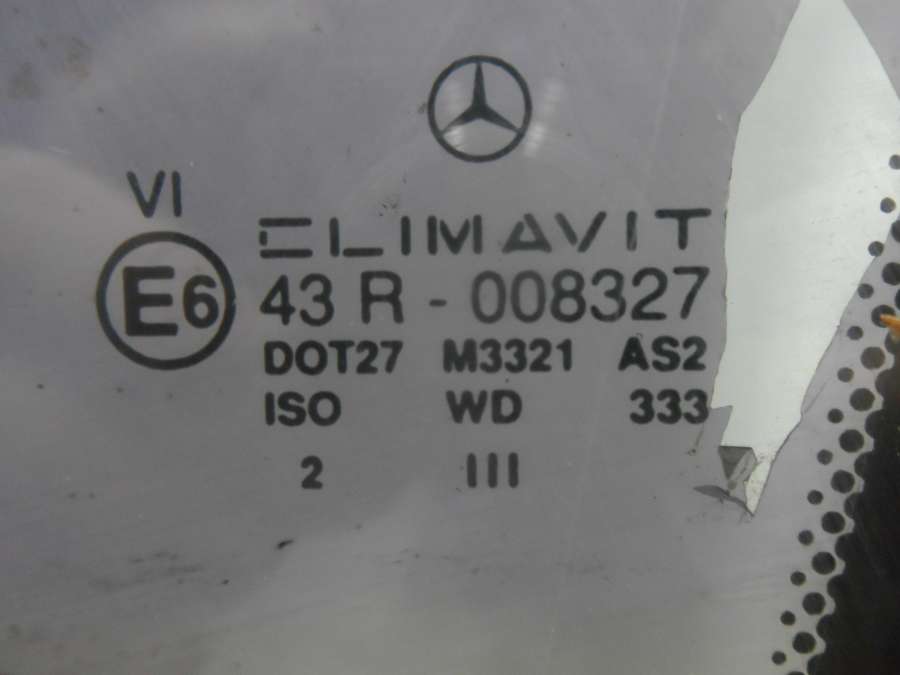 VI
CLIMAVIT
E6 43 R - 008327
DOT27 M3321 AS2
ISO WD 333
2 III